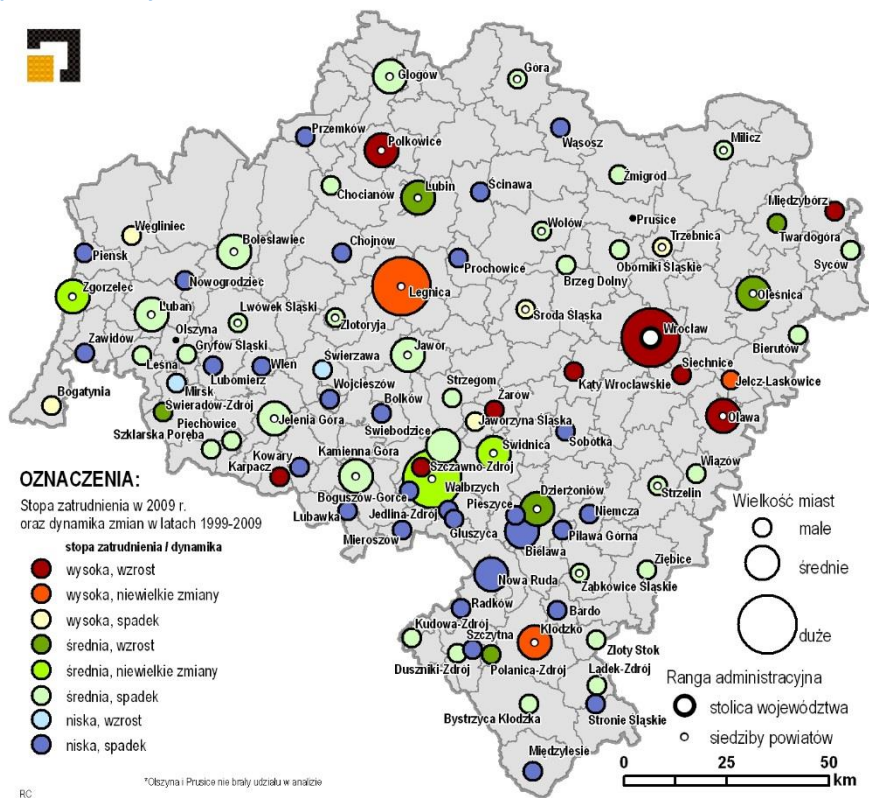 Głogów
Góra
Przemków
Polkowice
Wąsosz
Milicz
Żmigród
Chocianów
Lubin
Ścinawa
Międzybórz
Prusice
Twardogóra
Węgliniec
Wołów
Trzebnica
Bolesławiec
Chojnów
Syców
Pieńsk
Prochowice
Oborniki Śląskie
Brzeg Dolny
Nowogrodziec
Zgorzelec
Legnica
Oleśnica
Lubań
Lwówek Śląski
Środa Śląska
Złotoryja
Wrocław
Olszyna
Zawidów
Gryfów Śląski
Jawor
Bierutów
Leśna
Lubomierz
Wleń
Świerzawa
Siechnice
Kąty Wrocławskie
Jelcz-Laskowice
Mirsk
Wojcieszów
Strzegom
Bogatynia
Świeradów-Zdrój
Bolków
Żarów
Jaworzyna Śląska
Oława
Piechowice
Jelenia Góra
Świebodzice
Sobótka
Szklarska Poręba
Świdnica
Kamienna Góra
Kowary
Szczawno-Zdrój
Wiązów
Karpacz
Wałbrzych
Strzelin
Boguszów-Gorce
Dzierżoniów
Lubawka
Jedlina-Zdrój
Pieszyce
Niemcza
Głuszyca
Mieroszów
Piława Górna
Bielawa
Ziębice
Nowa Ruda
Ząbkowice Śląskie
Radków
Bardo
Kudowa-Zdrój
Szczytna
Kłodzko
Złoty Stok
Duszniki-Zdrój
Polanica-Zdrój
Lądek-Zdrój
Bystrzyca Kłodzka
Stronie Śląskie
Międzylesie
OZNACZENIA:
Stopa zatrudnienia w 2009 r.
oraz dynamika zmian w latach 1999-2009
stopa zatrudnienia / dynamika
wysoka, wzrost
wysoka, niewielkie zmiany
wysoka, spadek
średnia, wzrost
średnia, niewielkie zmiany
średnia, spadek
niska, wzrost
niska, spadek
Wielkość miast
małe
średnie
duże
Ranga administracyjna
stolica województwa
siedziby powiatów
0 25 50
km
*Olszyna i Prusice nie brały udziału w analizie
RC